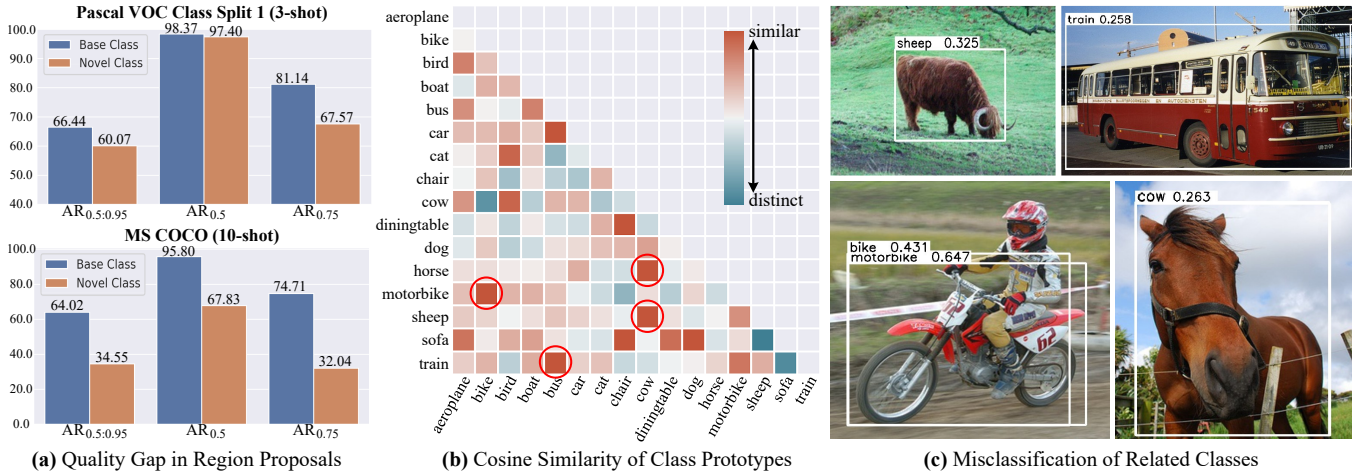 Pascal VOC Class Split 1 (3-shot)
100.0
90.0
80.0
70.0
60.0
50.0
40.0
Base Class
Novel Class
66.44
60.07
98.37
97.40
81.14
67.57
AR0.5:0.95
AR0.5
AR0.75
MS COCO (10-shot)
100.0
80.0
60.0
40.0
20.0
0.0
Base Class
Novel Class
64.02
34.55
95.80
67.83
74.71
32.04
AR0.5:0.95
AR0.5
AR0.75
(a) Quality Gap in Region Proposals
aeroplane
bike
bird
boat
bus
car
cat
chair
cow
diningtable
dog
horse
motorbike
sheep
sofa
train
similar
distinct
aeroplane
bike
bird
boat
bus
car
cat
chair
cow
diningtable
dog
horse
motorbike
sheep
sofa
train
(b) Cosine Similarity of Class Prototypes
sheep 0.325
train 0.258
549
bike 0.431
motorbike 0.647
62
cow 0.263
(c) Misclassification of Related Classes